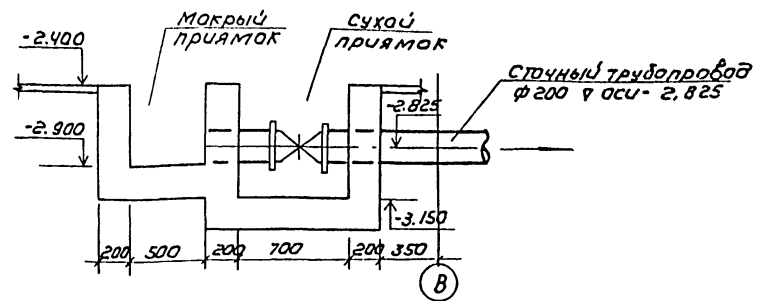 Мокрый
приямок
Сухой
приямок
-2.400
Сточный трубопровод
ф200 ▽ оси- 2,825
-2.825
-2.900
-3.150
200 500 200 700 200 350
В